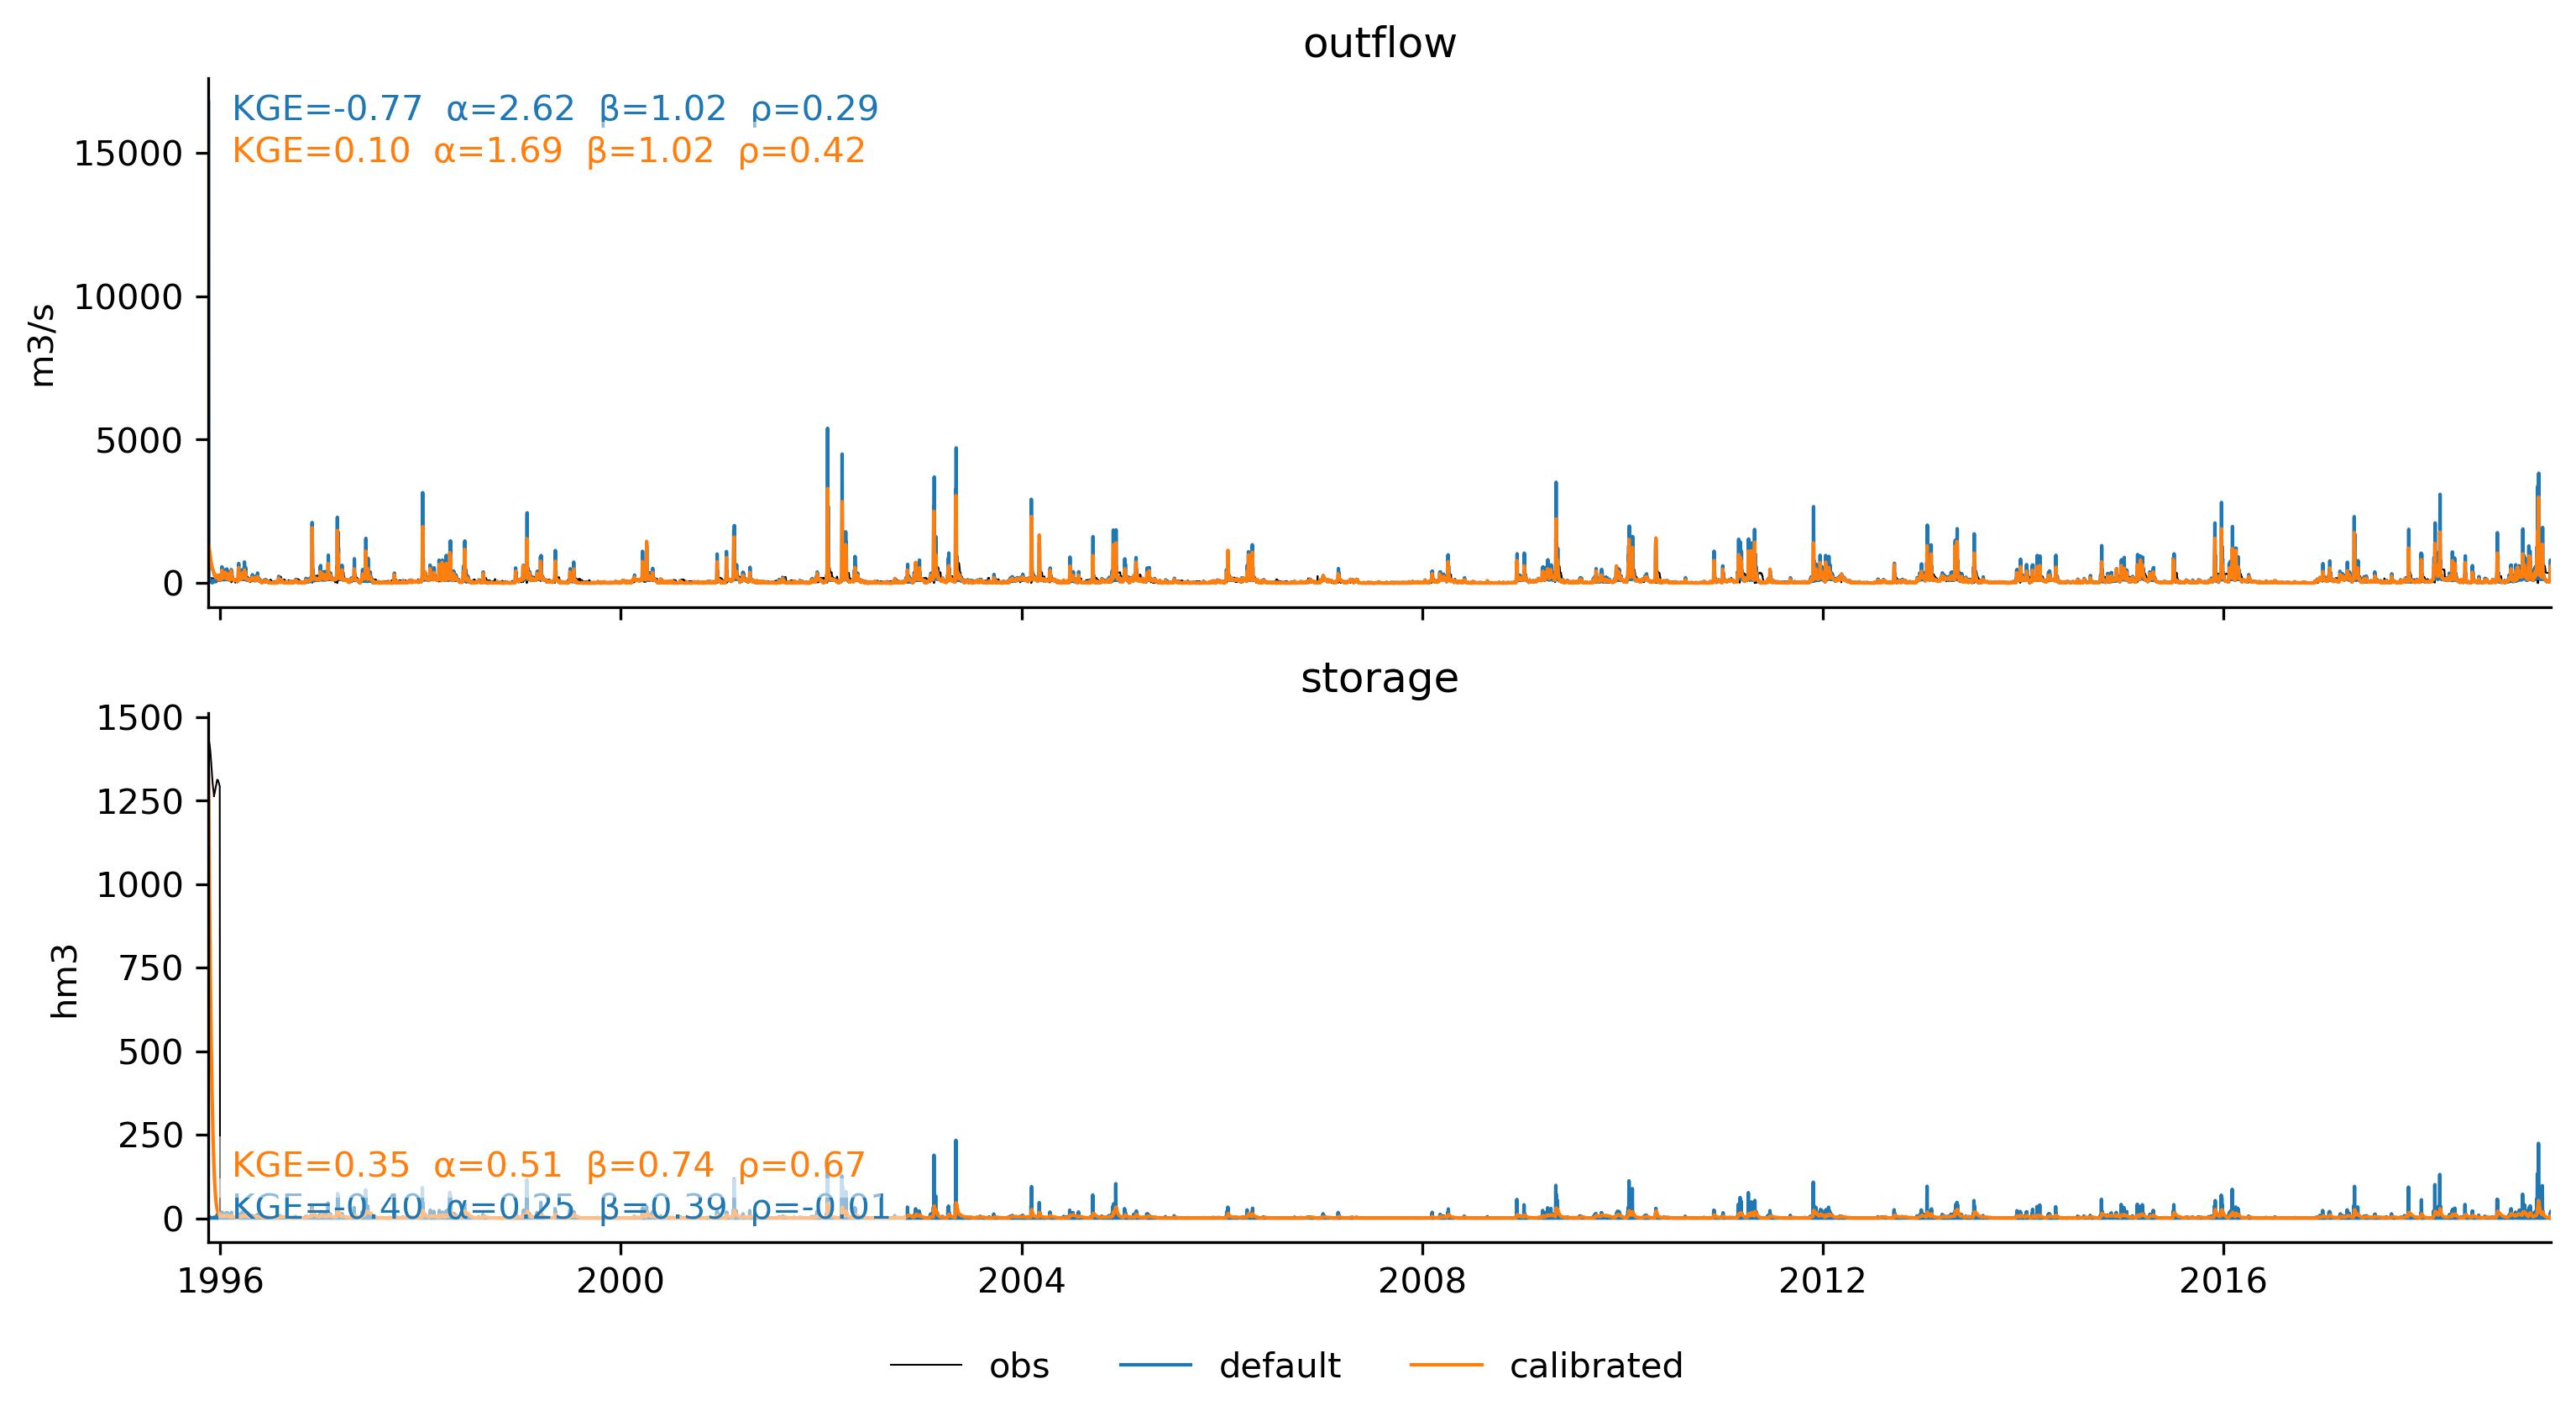 outflow
KGE=-0.77 α=2.62 β=1.02 ρ=0.29
KGE=0.10 α=1.69 β=1.02 ρ=0.42
15000
10000
5000
0
m3/s
storage
1500
1250
1000
750
500
250
0
hm3
KGE=0.35 α=0.51 β=0.74 ρ=0.67
KGE=-0.40 α=0.25 β=0.39 ρ=-0.01
1996 2000 2004 2008 2012 2016
obs default calibrated